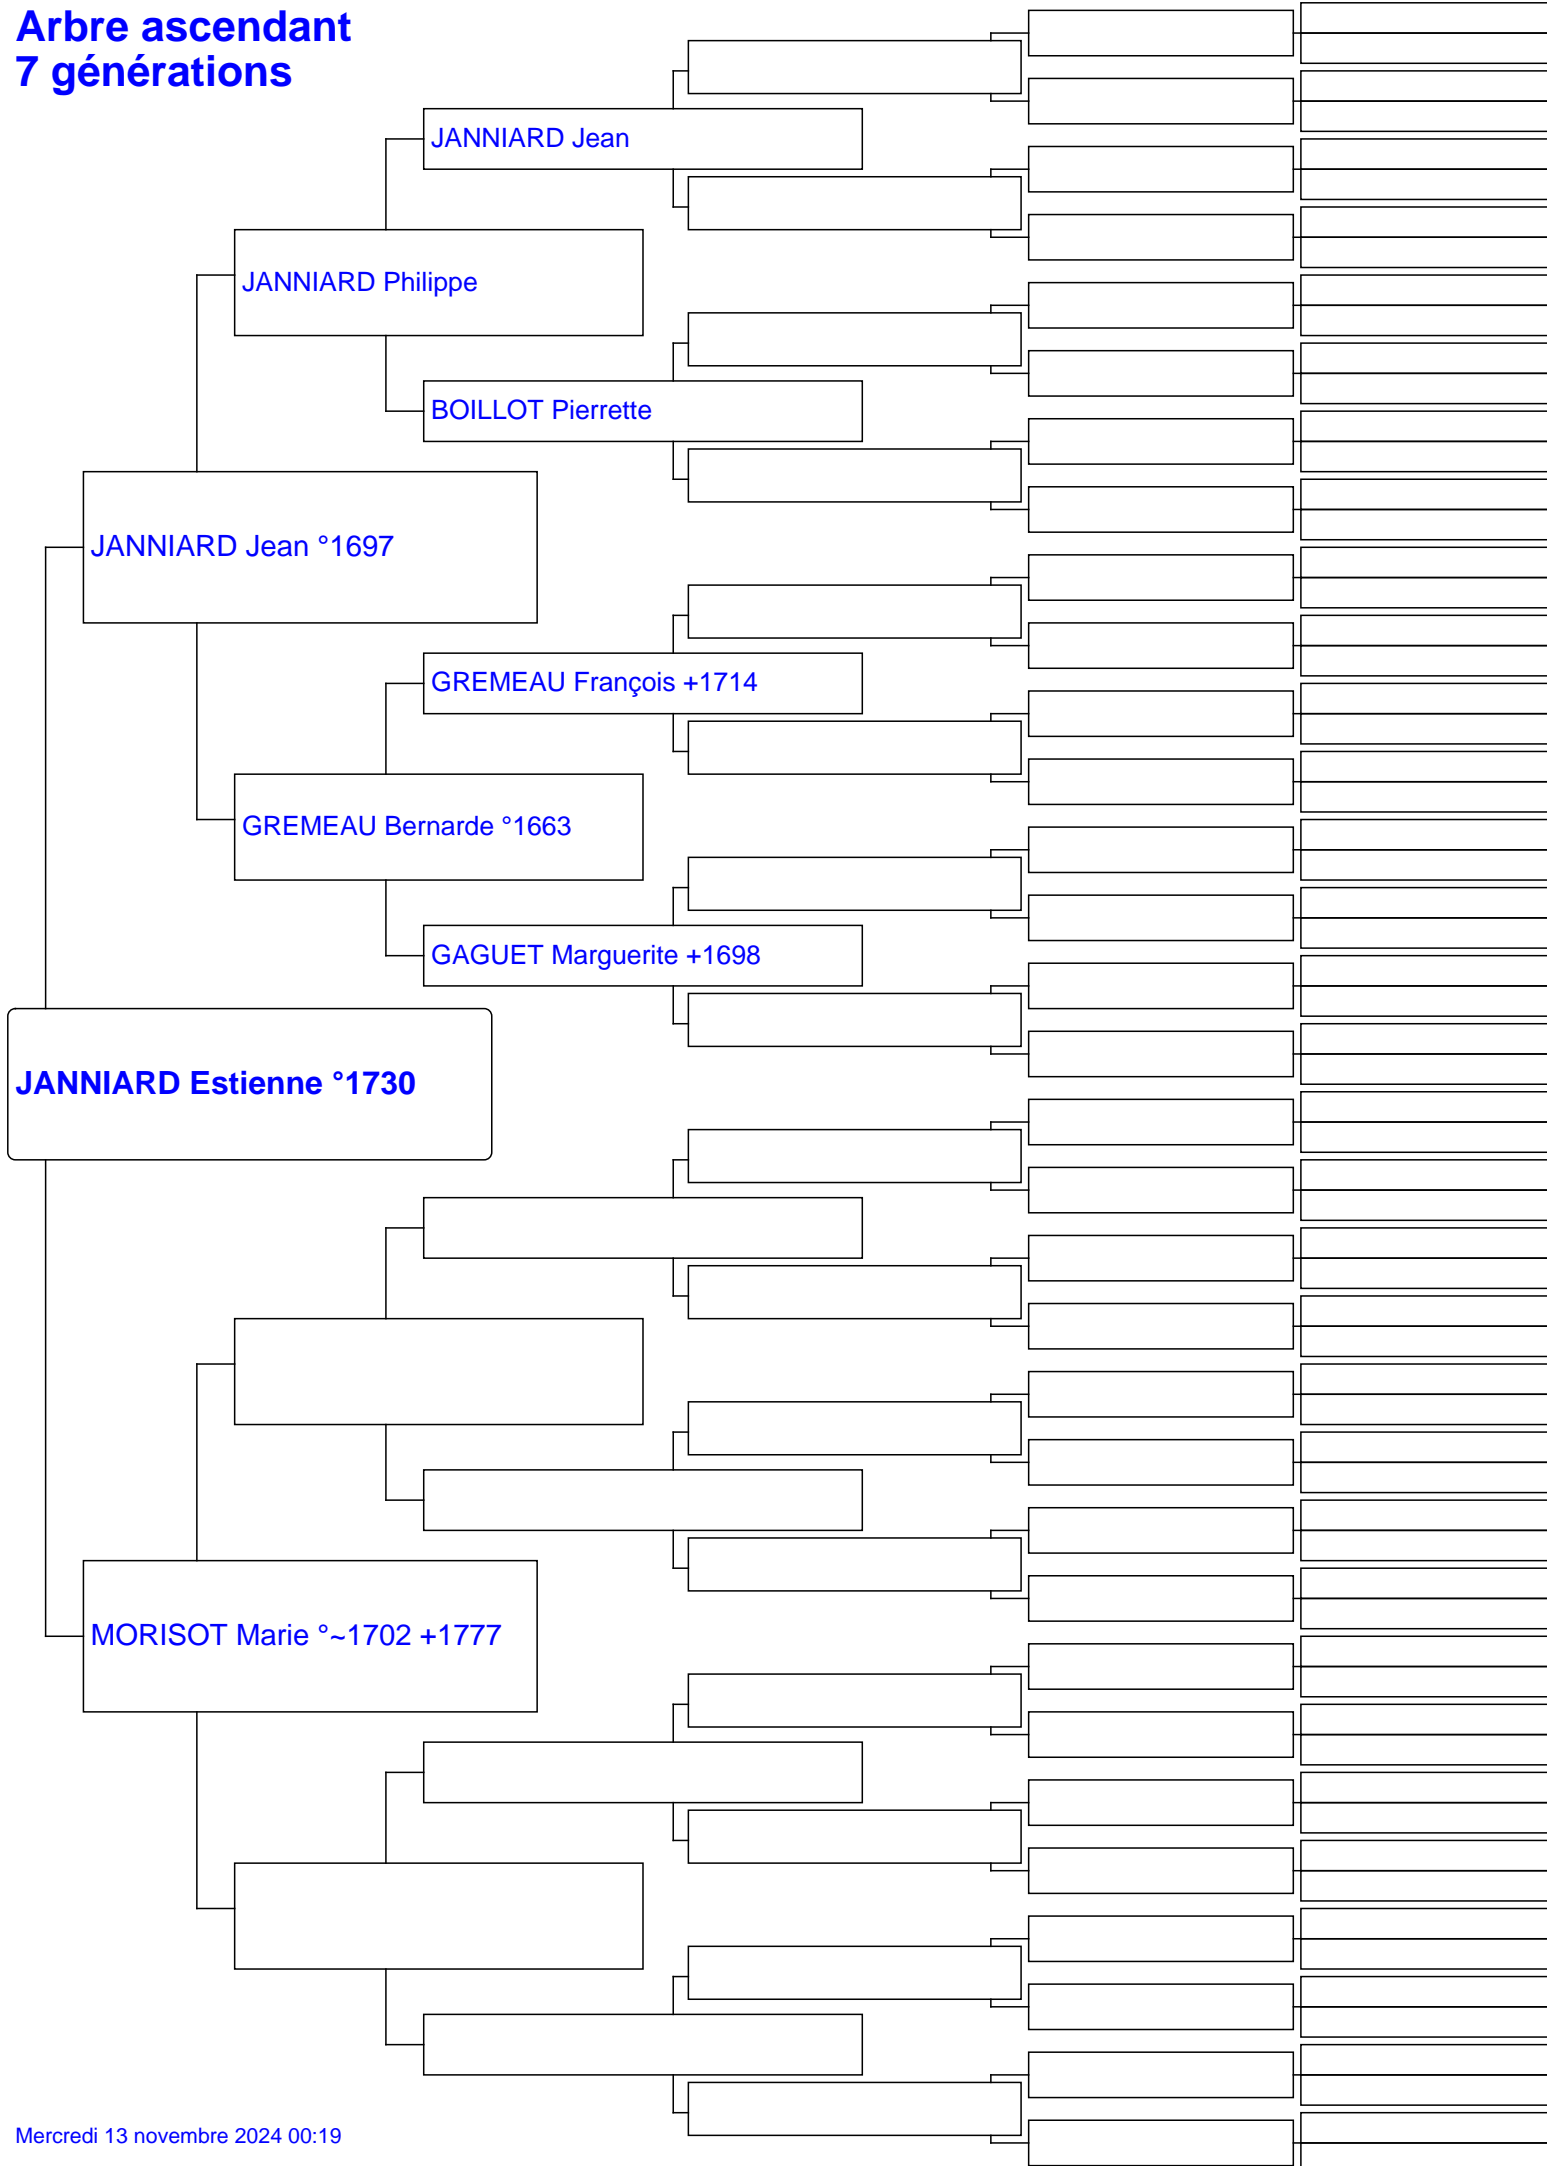 Arbre ascendant
7 générations
JANNIARD Jean
JANNIARD Philippe
BOILLOT Pierrette
JANNIARD Jean °1697
GREMEAU François +1714
GREMEAU Bernarde °1663
GAGUET Marguerite +1698
JANNIARD Estienne °1730
MORISOT Marie °~1702 +1777
Mercredi 13 novembre 2024 00:19